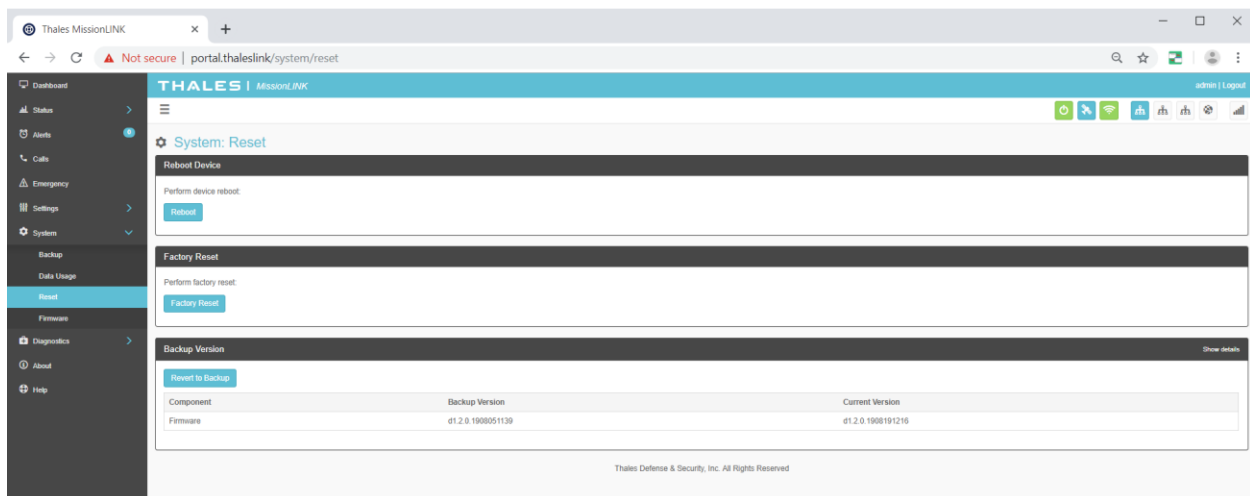 Thales MissionLINK
Not secure | portal.thaleslink/system/reset
Dashboard
THALES | MissionLINK
admin | Logout
Status
Alerts
0
Calls
Emergency
Settings
System
Backup
Data Usage
Reset
Firmware
Diagnostics
About
Help
System: Reset
Reboot Device
Perform device reboot:
Reboot
Factory Reset
Perform factory reset:
Factory Reset
Backup Version
Show details
Revert to Backup
Component Backup Version Current Version
Firmware d1.2.0.1908051139 d1.2.0.1908191216
Thales Defense & Security, Inc. All Rights Reserved